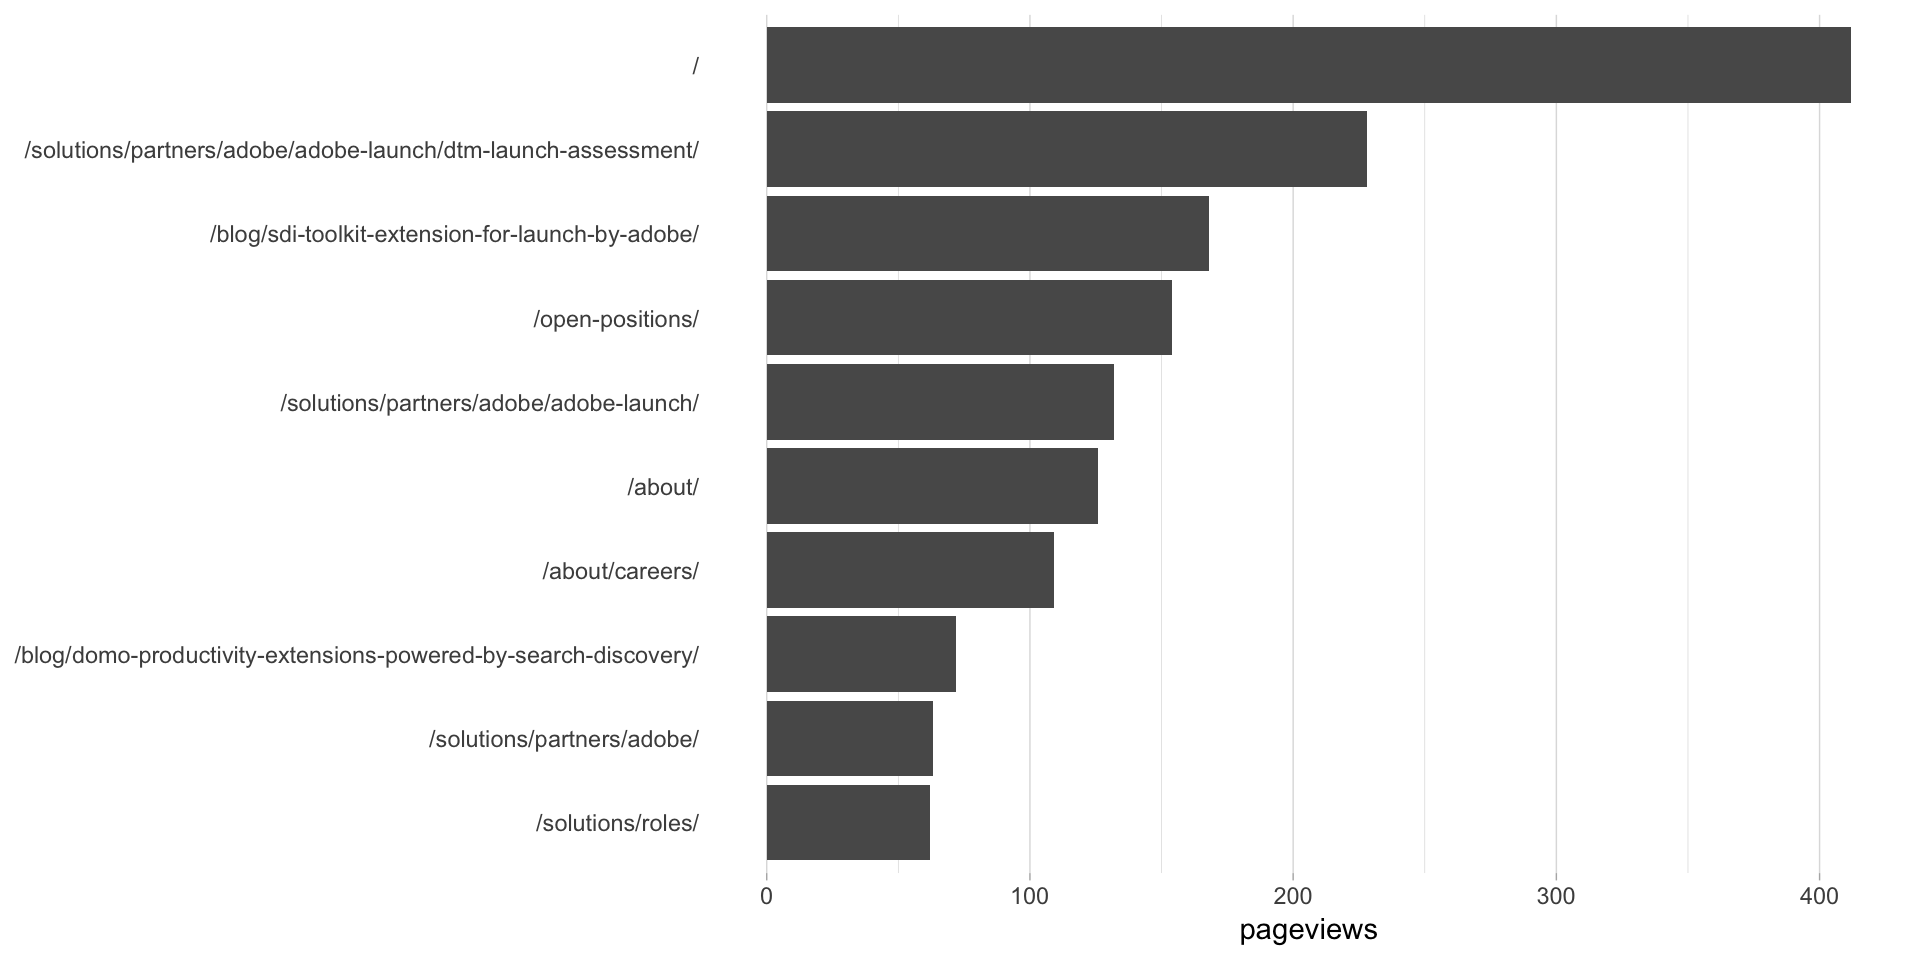 /
/solutions/partners/adobe/adobe-launch/dtm-launch-assessment/
/blog/sdi-toolkit-extension-for-launch-by-adobe/
/open-positions/
/solutions/partners/adobe/adobe-launch/
/about/
/about/careers/
/blog/domo-productivity-extensions-powered-by-search-discovery/
/solutions/partners/adobe/
/solutions/roles/
0 100 200 300 400
pageviews